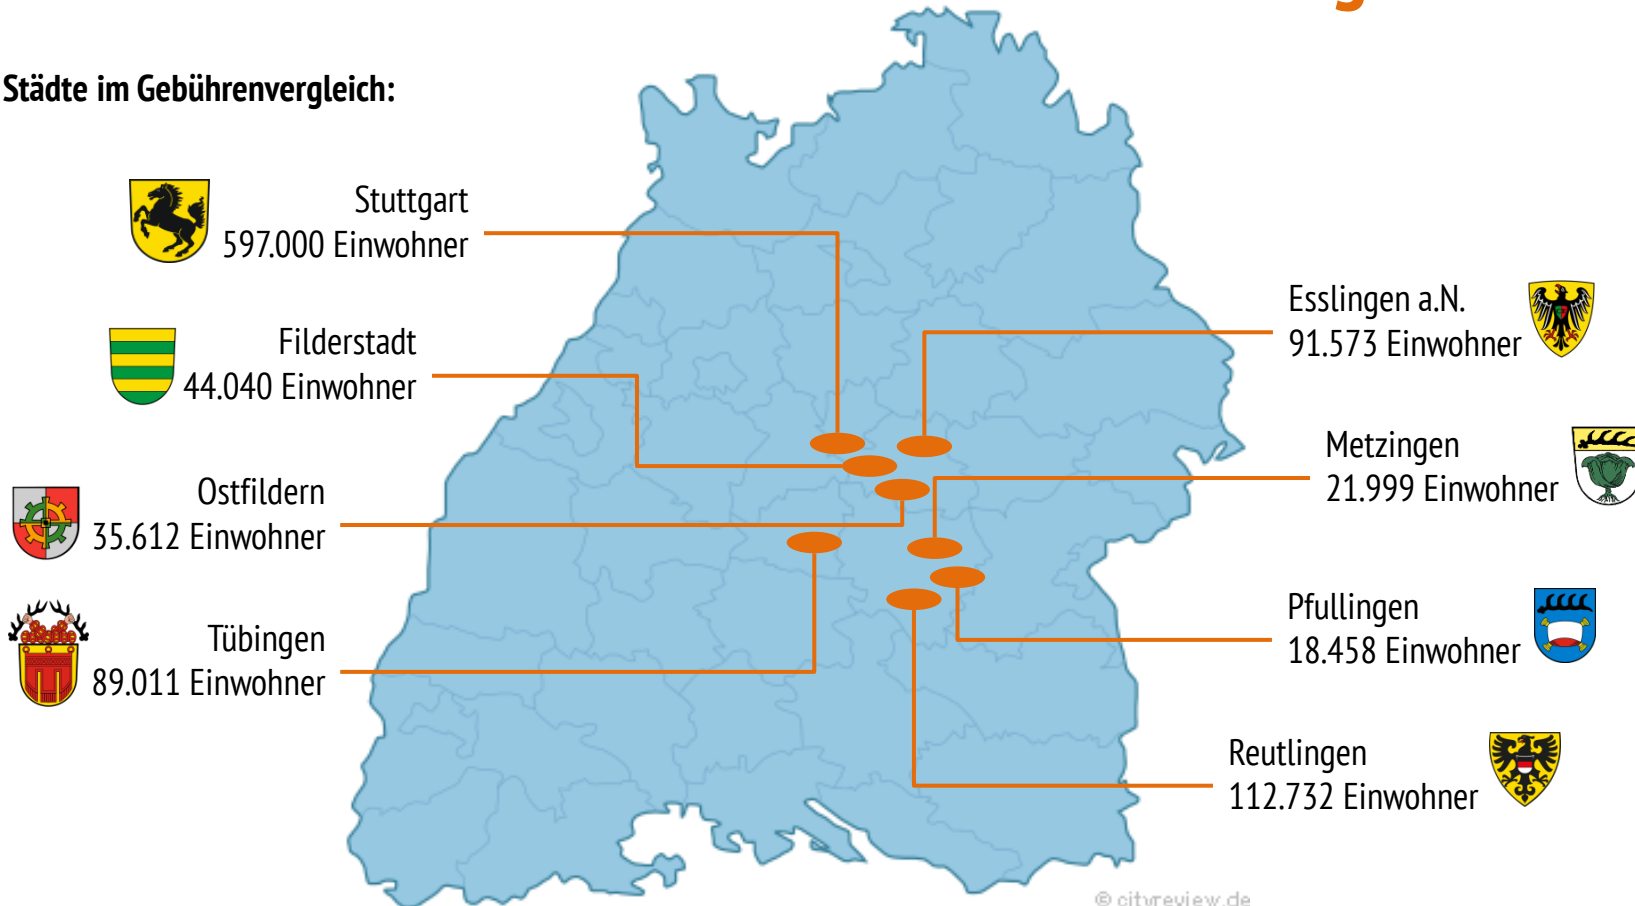 g
Städte im Gebührenvergleich:
Stuttgart
597.000 Einwohner
Filderstadt
44.040 Einwohner
Ostfildern
35.612 Einwohner
Tübingen
89.011 Einwohner
Esslingen a.N.
91.573 Einwohner
Metzingen
21.999 Einwohner
Pfullingen
18.458 Einwohner
Reutlingen
112.732 Einwohner
© cityreview.de